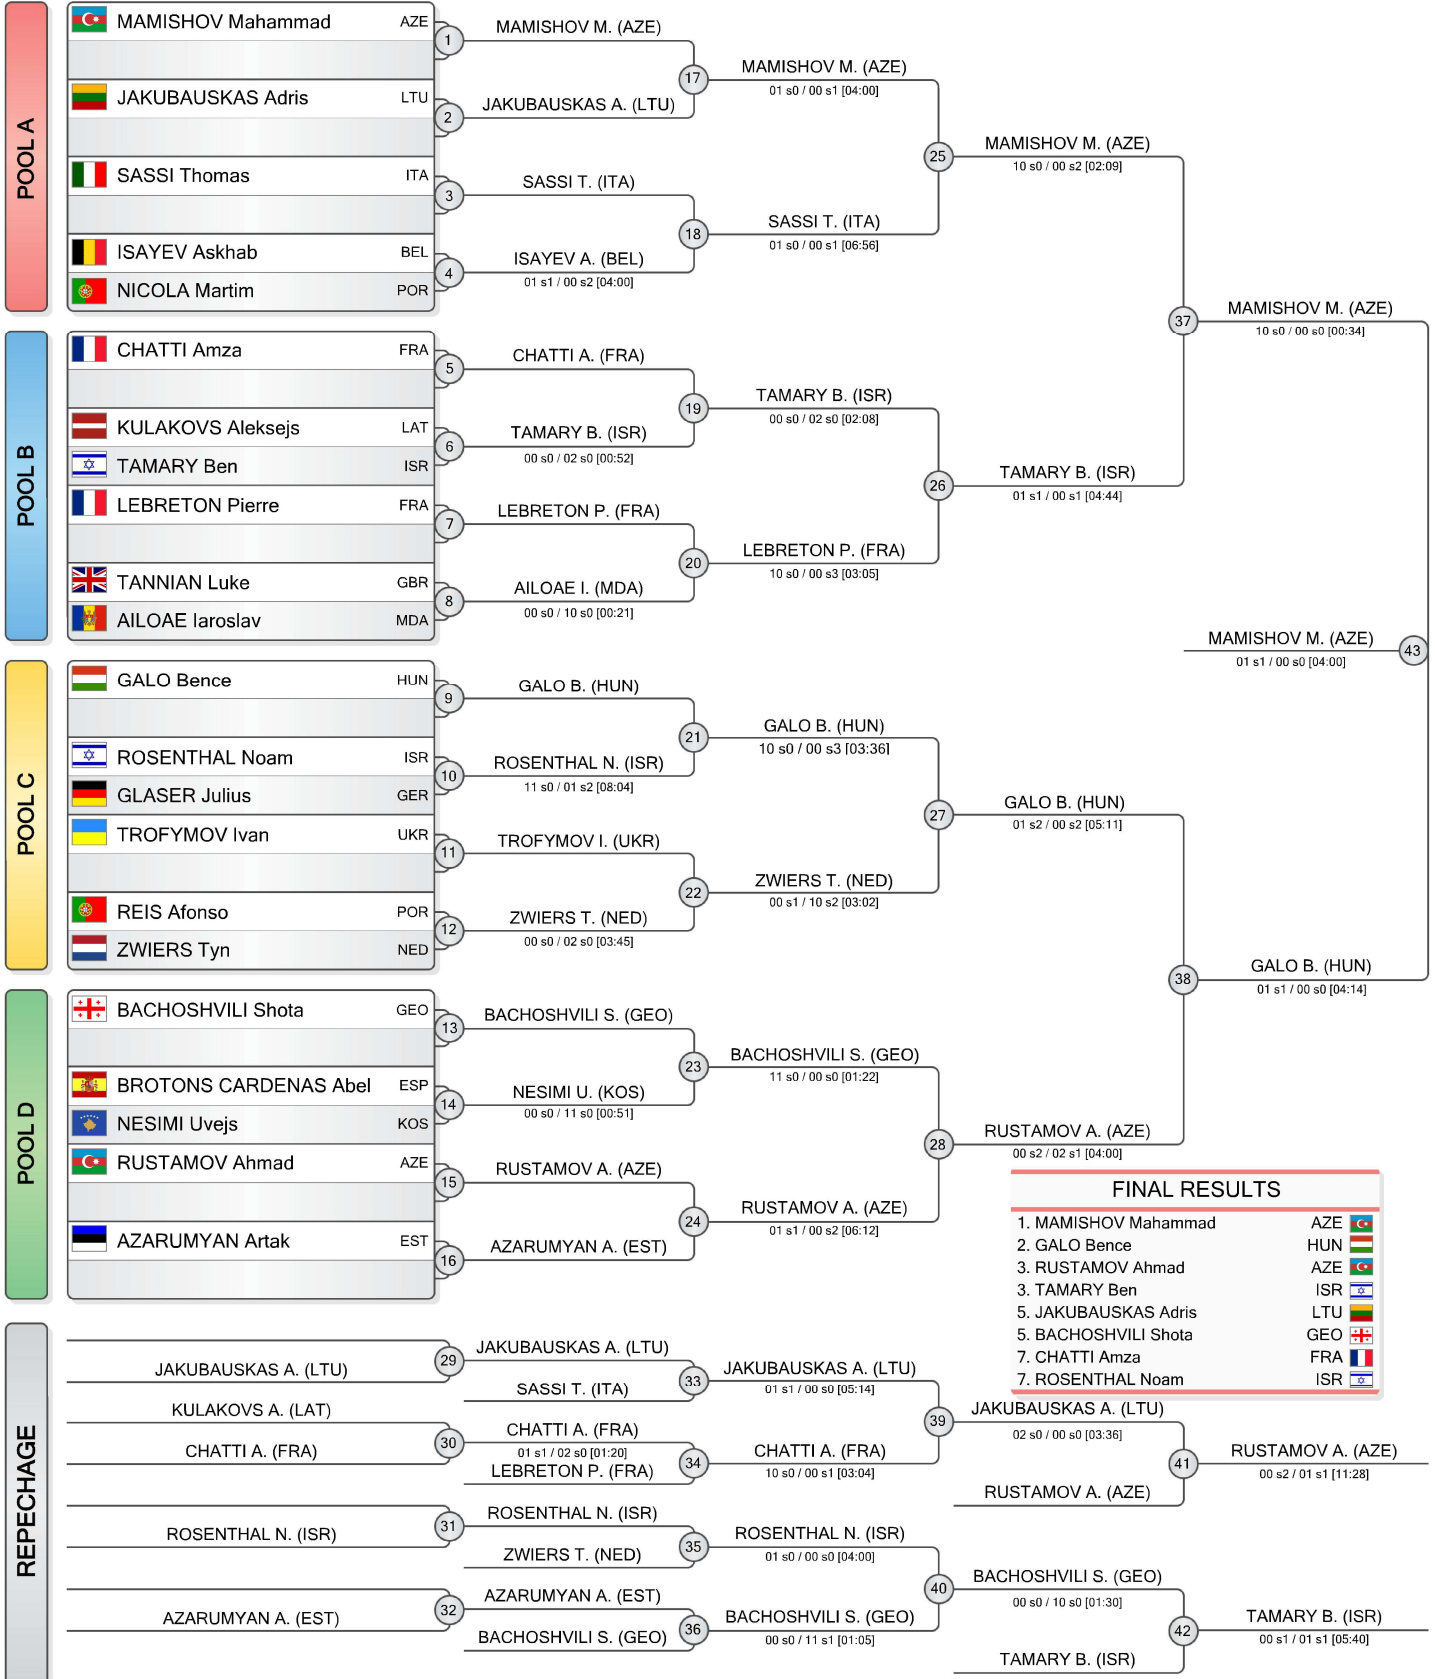 POOL A
MAMISHOV Mahammad AZE
JAKUBAUSKAS Adris LTU
SASSI Thomas ITA
ISAYEV Askhab BEL
NICOLA Martim POR
1
2
3
4
MAMISHOV M. (AZE)
JAKUBAUSKAS A. (LTU)
SASSI T. (ITA)
ISAYEV A. (BEL)
01 s1 / 00 s2 [04:00]
17
18
MAMISHOV M. (AZE)
01 s0 / 00 s1 [04:00]
SASSI T. (ITA)
01 s0 / 00 s1 [06:56]
25
MAMISHOV M. (AZE)
10 s0 / 00 s2 [02:09]
POOL B
CHATTI Amza FRA
KULAKOVS Aleksejs LAT
TAMARY Ben ISR
LEBRETON Pierre FRA
TANNIAN Luke GBR
AILOAE Iaroslav MDA
5
6
7
8
CHATTI A. (FRA)
TAMARY B. (ISR)
00 s0 / 02 s0 [00:52]
LEBRETON P. (FRA)
AILOAE I. (MDA)
00 s0 / 10 s0 [00:21]
19
20
TAMARY B. (ISR)
00 s0 / 02 s0 [02:08]
LEBRETON P. (FRA)
10 s0 / 00 s3 [03:05]
26
TAMARY B. (ISR)
01 s1 / 00 s1 [04:44]
37
MAMISHOV M. (AZE)
10 s0 / 00 s0 [00:34]
MAMISHOV M. (AZE)
01 s1 / 00 s0 [04:00]
43
POOL C
GALO Bence HUN
ROSENTHAL Noam ISR
GLASER Julius GER
TROFYMOV Ivan UKR
REIS Afonso POR
ZWIERS Tyn NED
9
10
11
12
GALO B. (HUN)
ROSENTHAL N. (ISR)
11 s0 / 01 s2 [08:04]
TROFYMOV I. (UKR)
ZWIERS T. (NED)
00 s0 / 02 s0 [03:45]
21
22
GALO B. (HUN)
10 s0 / 00 s3 [03:36]
ZWIERS T. (NED)
00 s1 / 10 s2 [03:02]
27
GALO B. (HUN)
01 s2 / 00 s2 [05:11]
38
GALO B. (HUN)
01 s1 / 00 s0 [04:14]
POOL D
BACHOSHVILI Shota GEO
BROTONS CARDENAS Abel ESP
NESIMI Uvejs KOS
RUSTAMOV Ahmad AZE
AZARUMYAN Artak EST
13
14
15
16
BACHOSHVILI S. (GEO)
NESIMI U. (KOS)
00 s0 / 11 s0 [00:51]
RUSTAMOV A. (AZE)
AZARUMYAN A. (EST)
23
24
BACHOSHVILI S. (GEO)
11 s0 / 00 s0 [01:22]
RUSTAMOV A. (AZE)
01 s1 / 00 s2 [06:12]
28
RUSTAMOV A. (AZE)
00 s2 / 02 s1 [04:00]
FINAL RESULTS
1. MAMISHOV Mahammad AZE
2. GALO Bence HUN
3. RUSTAMOV Ahmad AZE
3. TAMARY Ben ISR
5. JAKUBAUSKAS Adris LTU
5. BACHOSHVILI Shota GEO
7. CHATTI Amza FRA
7. ROSENTHAL Noam ISR
REPECHAGE
JAKUBAUSKAS A. (LTU)
KULAKOVS A. (LAT)
CHATTI A. (FRA)
ROSENTHAL N. (ISR)
AZARUMYAN A. (EST)
29
30
31
32
JAKUBAUSKAS A. (LTU)
SASSI T. (ITA)
CHATTI A. (FRA)
01 s1 / 02 s0 [01:20]
LEBRETON P. (FRA)
ROSENTHAL N. (ISR)
ZWIERS T. (NED)
AZARUMYAN A. (EST)
BACHOSHVILI S. (GEO)
33
34
35
36
JAKUBAUSKAS A. (LTU)
01 s1 / 00 s0 [05:14]
CHATTI A. (FRA)
10 s0 / 00 s1 [03:04]
ROSENTHAL N. (ISR)
01 s0 / 00 s0 [04:00]
BACHOSHVILI S. (GEO)
00 s0 / 11 s1 [01:05]
39
40
JAKUBAUSKAS A. (LTU)
02 s0 / 00 s0 [03:36]
RUSTAMOV A. (AZE)
BACHOSHVILI S. (GEO)
00 s0 / 10 s0 [01:30]
TAMARY B. (ISR)
41
42
RUSTAMOV A. (AZE)
00 s2 / 01 s1 [11:28]
TAMARY B. (ISR)
00 s1 / 01 s1 [05:40]